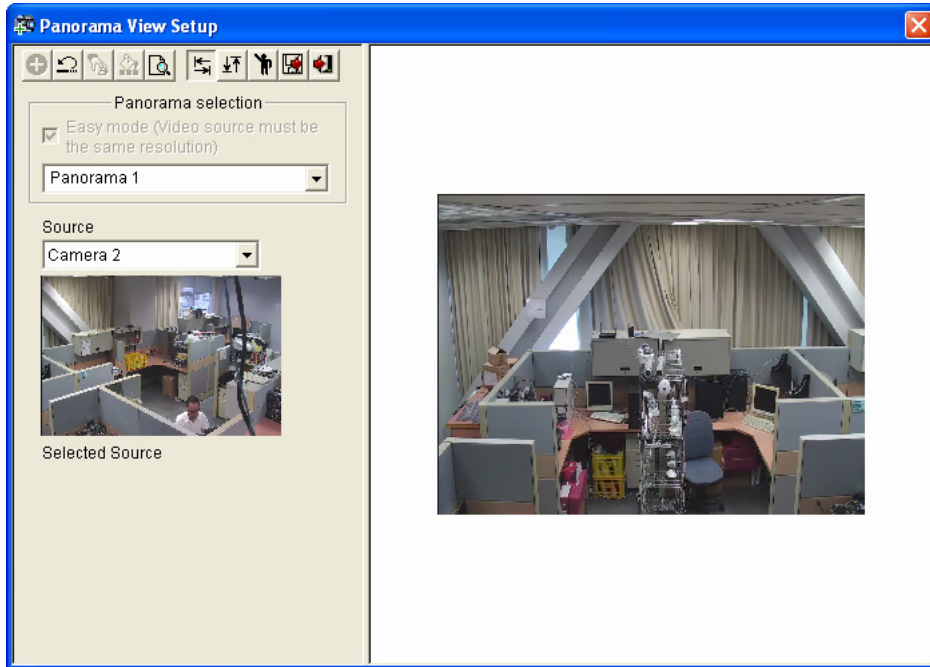 Panorama View Setup
Panorama selection
Easy mode (Video source must be
the same resolution)
Panorama 1
Source
Camera 2
Selected Source